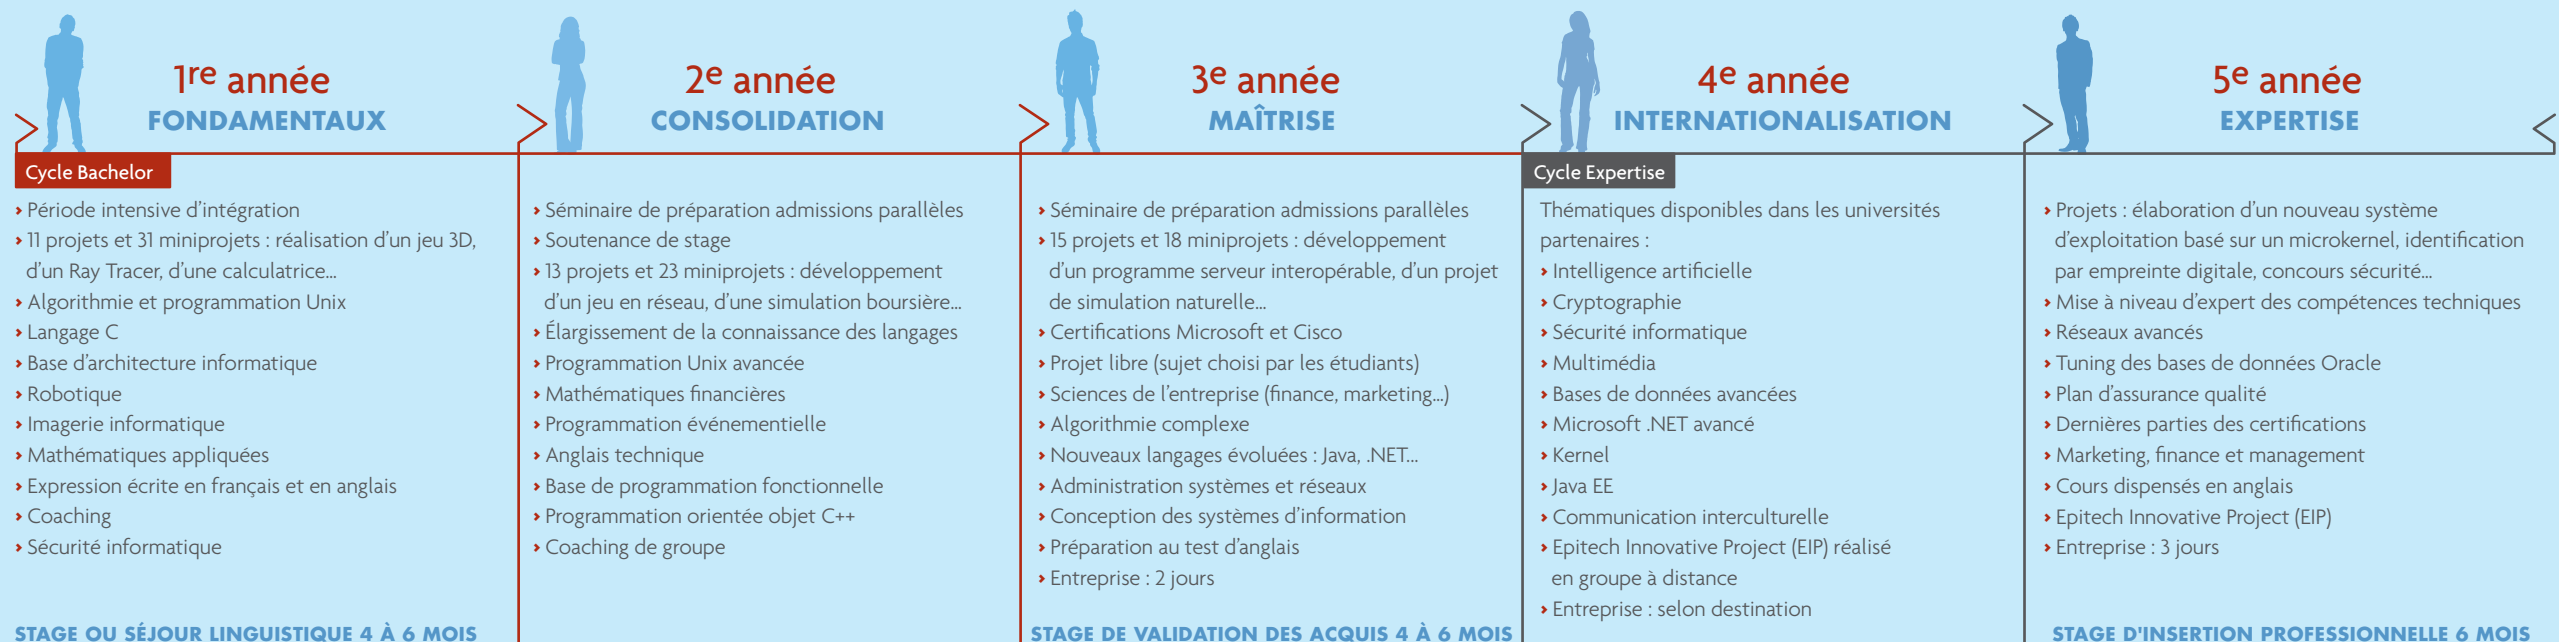 1re année
FONDAMENTAUX
Cycle Bachelor
› Période intensive d'intégration
› 11 projets et 31 miniprojets : réalisation d'un jeu 3D,
d'un Ray Tracer, d'une calculatrice...
› Algorithmie et programmation Unix
› Langage C
› Base d'architecture informatique
› Robotique
› Imagerie informatique
› Mathématiques appliquées
› Expression écrite en français et en anglais
› Coaching
› Sécurité informatique
STAGE OU SÉJOUR LINGUISTIQUE 4 À 6 MOIS
2e année
CONSOLIDATION
› Séminaire de préparation admissions parallèles
› Soutenance de stage
› 13 projets et 23 miniprojets : développement
d'un jeu en réseau, d'une simulation boursière...
› Élargissement de la connaissance des langages
› Programmation Unix avancée
› Mathématiques financières
› Programmation événementielle
› Anglais technique
› Base de programmation fonctionnelle
› Programmation orientée objet C++
› Coaching de groupe
3e année
MAÎTRISE
› Séminaire de préparation admissions parallèles
› 15 projets et 18 miniprojets : développement
d'un programme serveur interopérable, d'un projet
de simulation naturelle...
› Certifications Microsoft et Cisco
› Projet libre (sujet choisi par les étudiants)
› Sciences de l'entreprise (finance, marketing...)
› Algorithmie complexe
› Nouveaux langages évoluées : Java, .NET...
› Administration systèmes et réseaux
› Conception des systèmes d'information
› Préparation au test d'anglais
› Entreprise : 2 jours
STAGE DE VALIDATION DES ACQUIS 4 À 6 MOIS
4e année
INTERNATIONALISATION
Cycle Expertise
Thématiques disponibles dans les universités
partenaires :
› Intelligence artificielle
› Cryptographie
› Sécurité informatique
› Multimédia
› Bases de données avancées
› Microsoft .NET avancé
› Kernel
› Java EE
› Communication interculturelle
› Epitech Innovative Project (EIP) réalisé
en groupe à distance
› Entreprise : selon destination
5e année
EXPERTISE
› Projets : élaboration d'un nouveau système
d'exploitation basé sur un microkernel, identification
par empreinte digitale, concours sécurité...
› Mise à niveau d'expert des compétences techniques
› Réseaux avancés
› Tuning des bases de données Oracle
› Plan d'assurance qualité
› Dernières parties des certifications
› Marketing, finance et management
› Cours dispensés en anglais
› Epitech Innovative Project (EIP)
› Entreprise : 3 jours
STAGE D'INSERTION PROFESSIONNELLE 6 MOIS